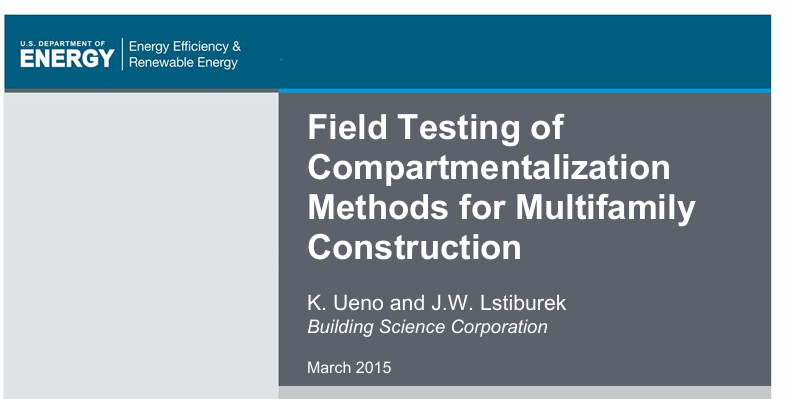 U.S. DEPARTMENT OF
ENERGY
Energy Efficiency &
Renewable Energy
Field Testing of
Compartmentalization
Methods for Multifamily
Construction
K. Ueno and J.W. Lstiburek
Building Science Corporation
March 2015